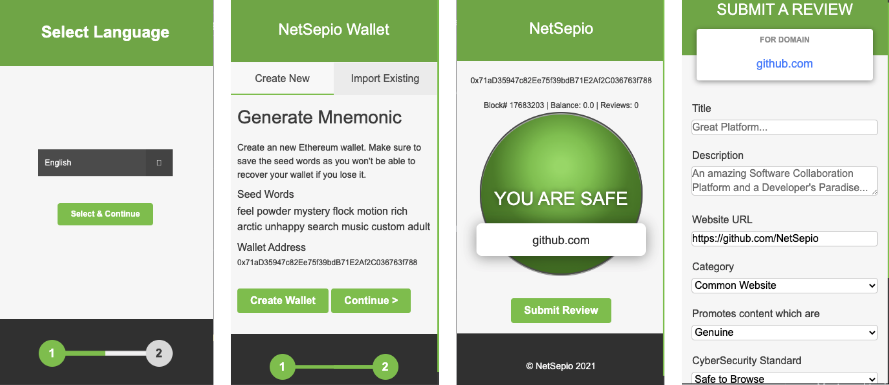 Select Language
English
Select & Continue
1
2
NetSepio Wallet
Create New
Import Existing
Generate Mnemonic
Create an new Ethereum wallet. Make sure to
save the seed words as you won't be able to
recover your wallet if you lose it.
Seed Words
feel powder mystery flock motion rich
arctic unhappy search music custom adult
Wallet Address
0x71aD35947c82Ee75f39bdB71E2Af2C036763f788
Create Wallet
Continue >
1
2
NetSepio
0x71aD35947c82Ee75f39bdB71E2Af2C036763f788
Block# 17683203 | Balance: 0.0 | Reviews: 0
YOU ARE SAFE
github.com
Submit Review
© NetSepio 2021
SUBMIT A REVIEW
FOR DOMAIN
github.com
Title
Great Platform...
Description
An amazing Software Collaboration
Platform and a Developer's Paradise...
Website URL
https://github.com/NetSepio
Category
Common Website
Promotes content which are
Genuine
CyberSecurity Standard
Safe to Browse